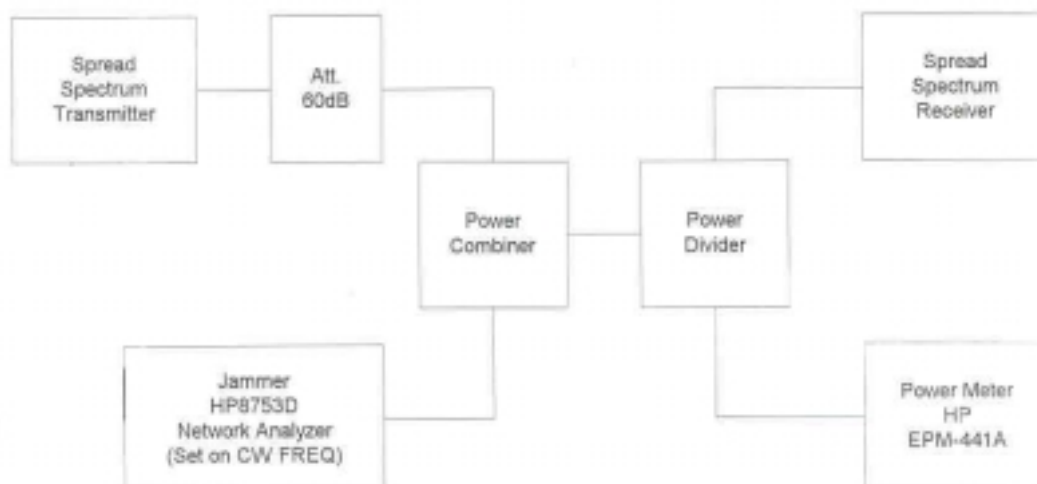 Spread
Spectrum
Transmitter
Att.
60dB
Spread
Spectrum
Receiver
Power
Combiner
Power
Divider
Jammer
HP8753D
Network Analyzer
(Set on CW FREQ)
Power Meter
HP
EPM-441A